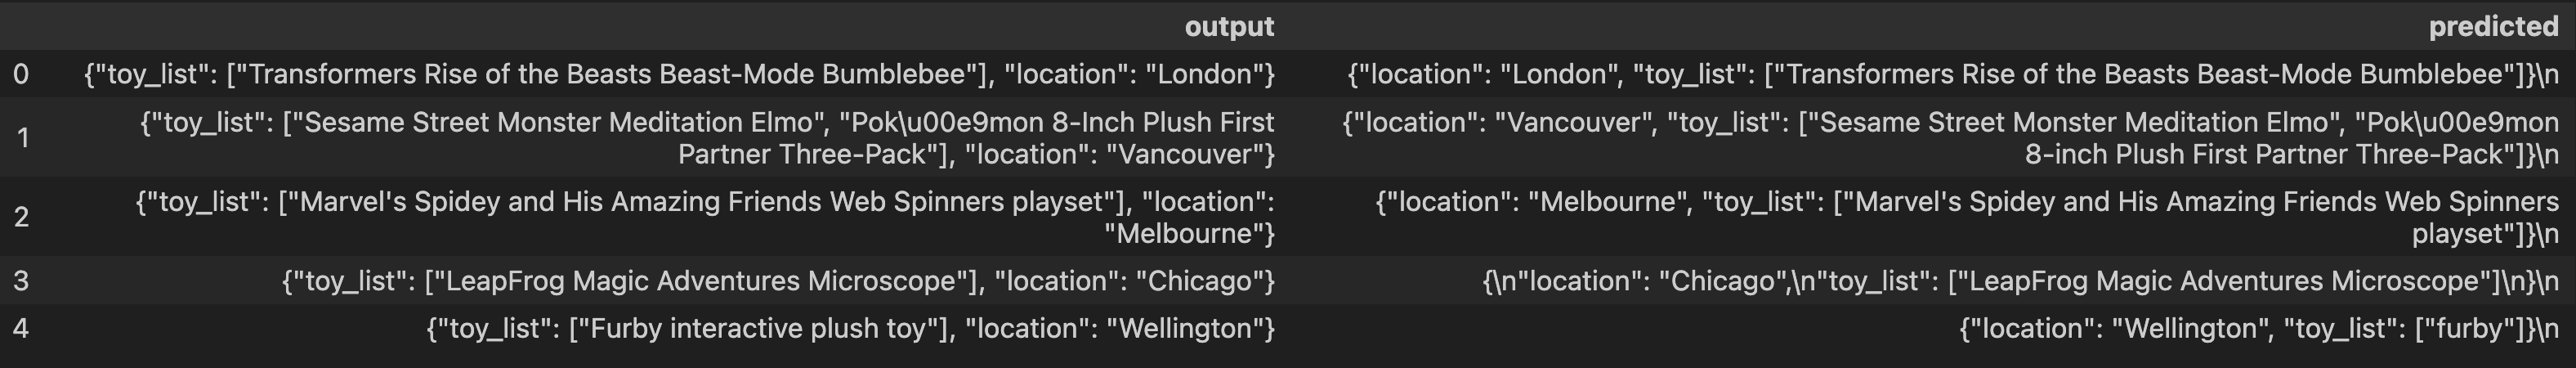 output predicted
0 {"toy_list": ["Transformers Rise of the Beasts Beast-Mode Bumblebee"], "location": "London"} {"location": "London", "toy_list": ["Transformers Rise of the Beasts Beast-Mode Bumblebee"]}\n
1 {"toy_list": ["Sesame Street Monster Meditation Elmo", "Pok\u00e9mon 8-Inch Plush First {"location": "Vancouver", "toy_list": ["Sesame Street Monster Meditation Elmo", "Pok\u00e9mon
Partner Three-Pack"], "location": "Vancouver"} 8-inch Plush First Partner Three-Pack"]}\n
2 {"toy_list": ["Marvel's Spidey and His Amazing Friends Web Spinners playset"], "location": {"location": "Melbourne", "toy_list": ["Marvel's Spidey and His Amazing Friends Web Spinners
"Melbourne"} playset"]}\n
3 {"toy_list": ["LeapFrog Magic Adventures Microscope"], "location": "Chicago"} {\n"location": "Chicago",\n"toy_list": ["LeapFrog Magic Adventures Microscope"]\n}\n
4 {"toy_list": ["Furby interactive plush toy"], "location": "Wellington"} {"location": "Wellington", "toy_list": ["furby"]}\n